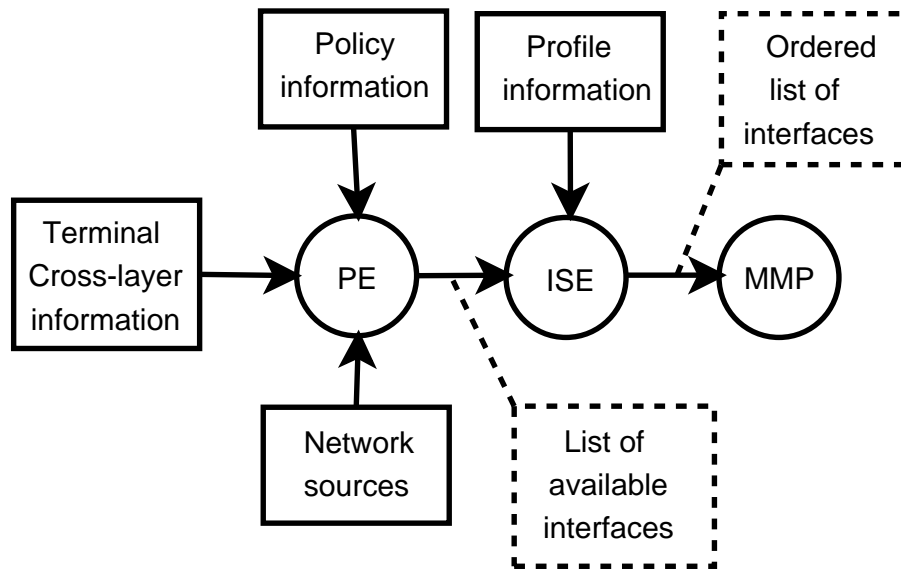 Policy
information
Profile
information
Ordered
list of
interfaces
Terminal
Cross-layer
information
PE
ISE
MMP
Network
sources
List of
available
interfaces